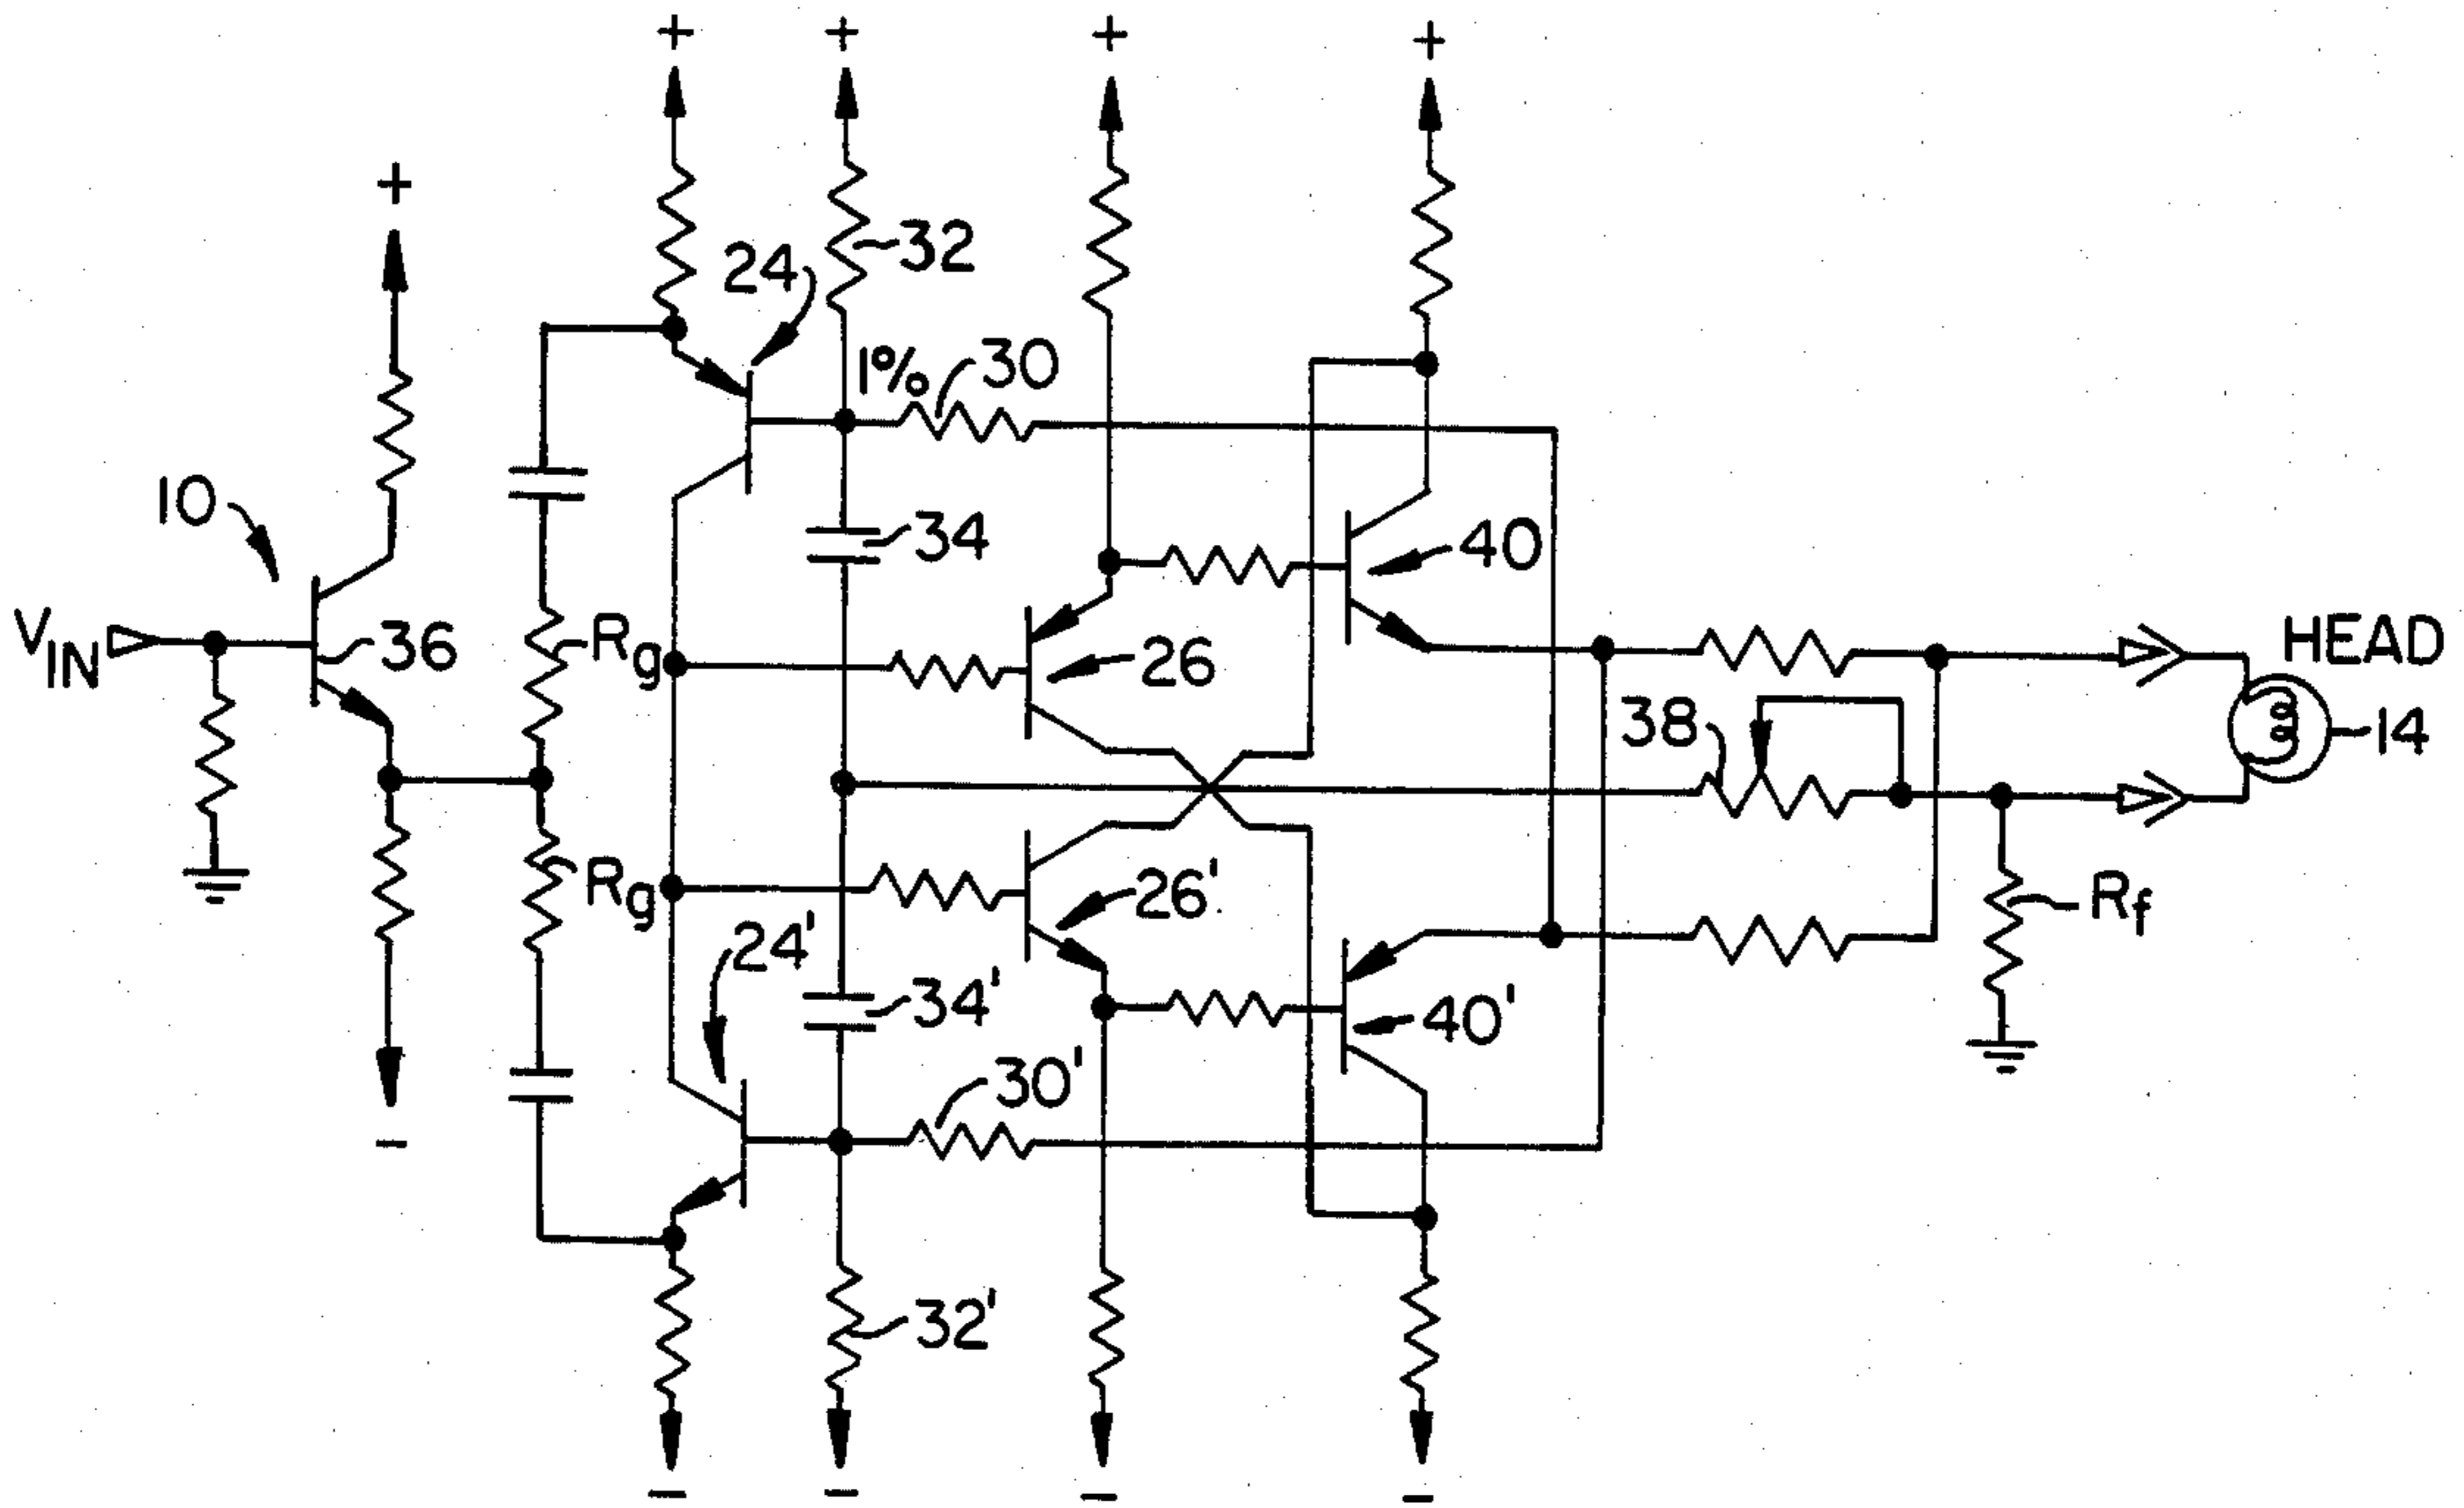 + + + +
+
32
24
1% 30
10
34
40
V_IN
36
R_g
26
HEAD
38
14
R_g
26'
R_f
24'
34'
40'
30'
-
32'
- - - -